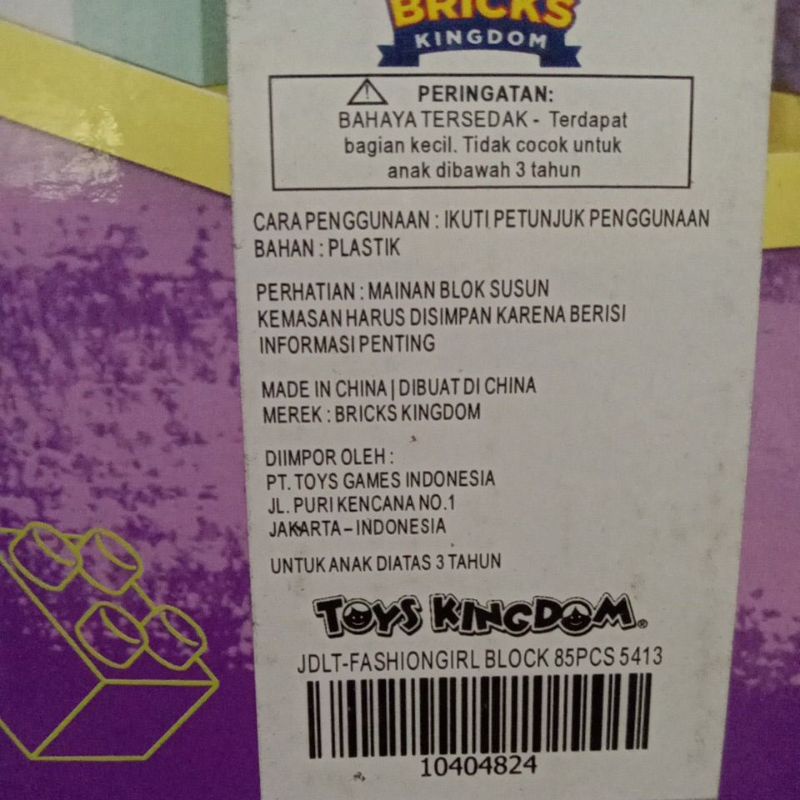 BRICKS
KINGDOM
PERINGATAN:
BAHAYA TERSEDAK - Terdapat
bagian kecil. Tidak cocok untuk
anak dibawah 3 tahun
CARA PENGGUNAAN : IKUTI PETUNJUK PENGGUNAAN
BAHAN : PLASTIK
PERHATIAN : MAINAN BLOK SUSUN
KEMASAN HARUS DISIMPAN KARENA BERISI
INFORMASI PENTING
MADE IN CHINA | DIBUAT DI CHINA
MEREK : BRICKS KINGDOM
DIIMPOR OLEH :
PT. TOYS GAMES INDONESIA
JL. PURI KENCANA NO.1
JAKARTA – INDONESIA
UNTUK ANAK DIATAS 3 TAHUN
TOYS KINGDOM®
JDLT-FASHIONGIRL BLOCK 85PCS 5413
10404824